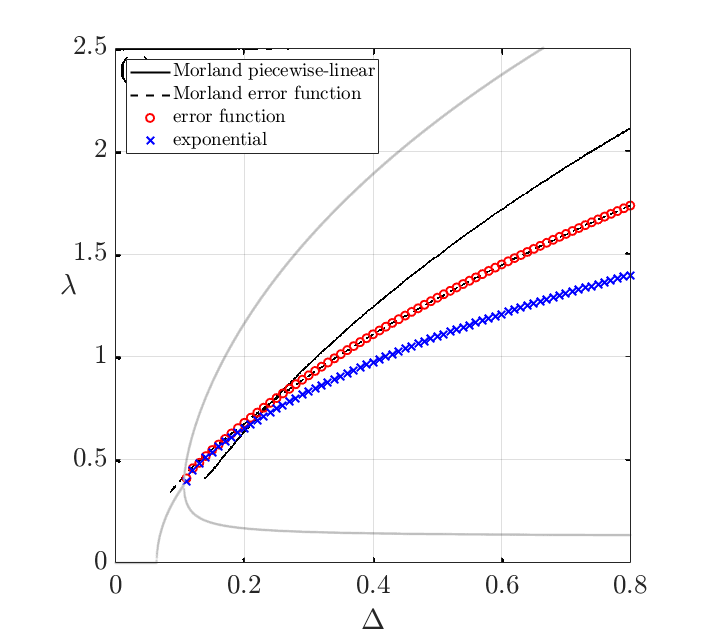 2.5
Morland piecewise-linear
Morland error function
error function
exponential
2
1.5
λ
1
0.5
0
0 0.2 0.4 0.6 0.8
Δ